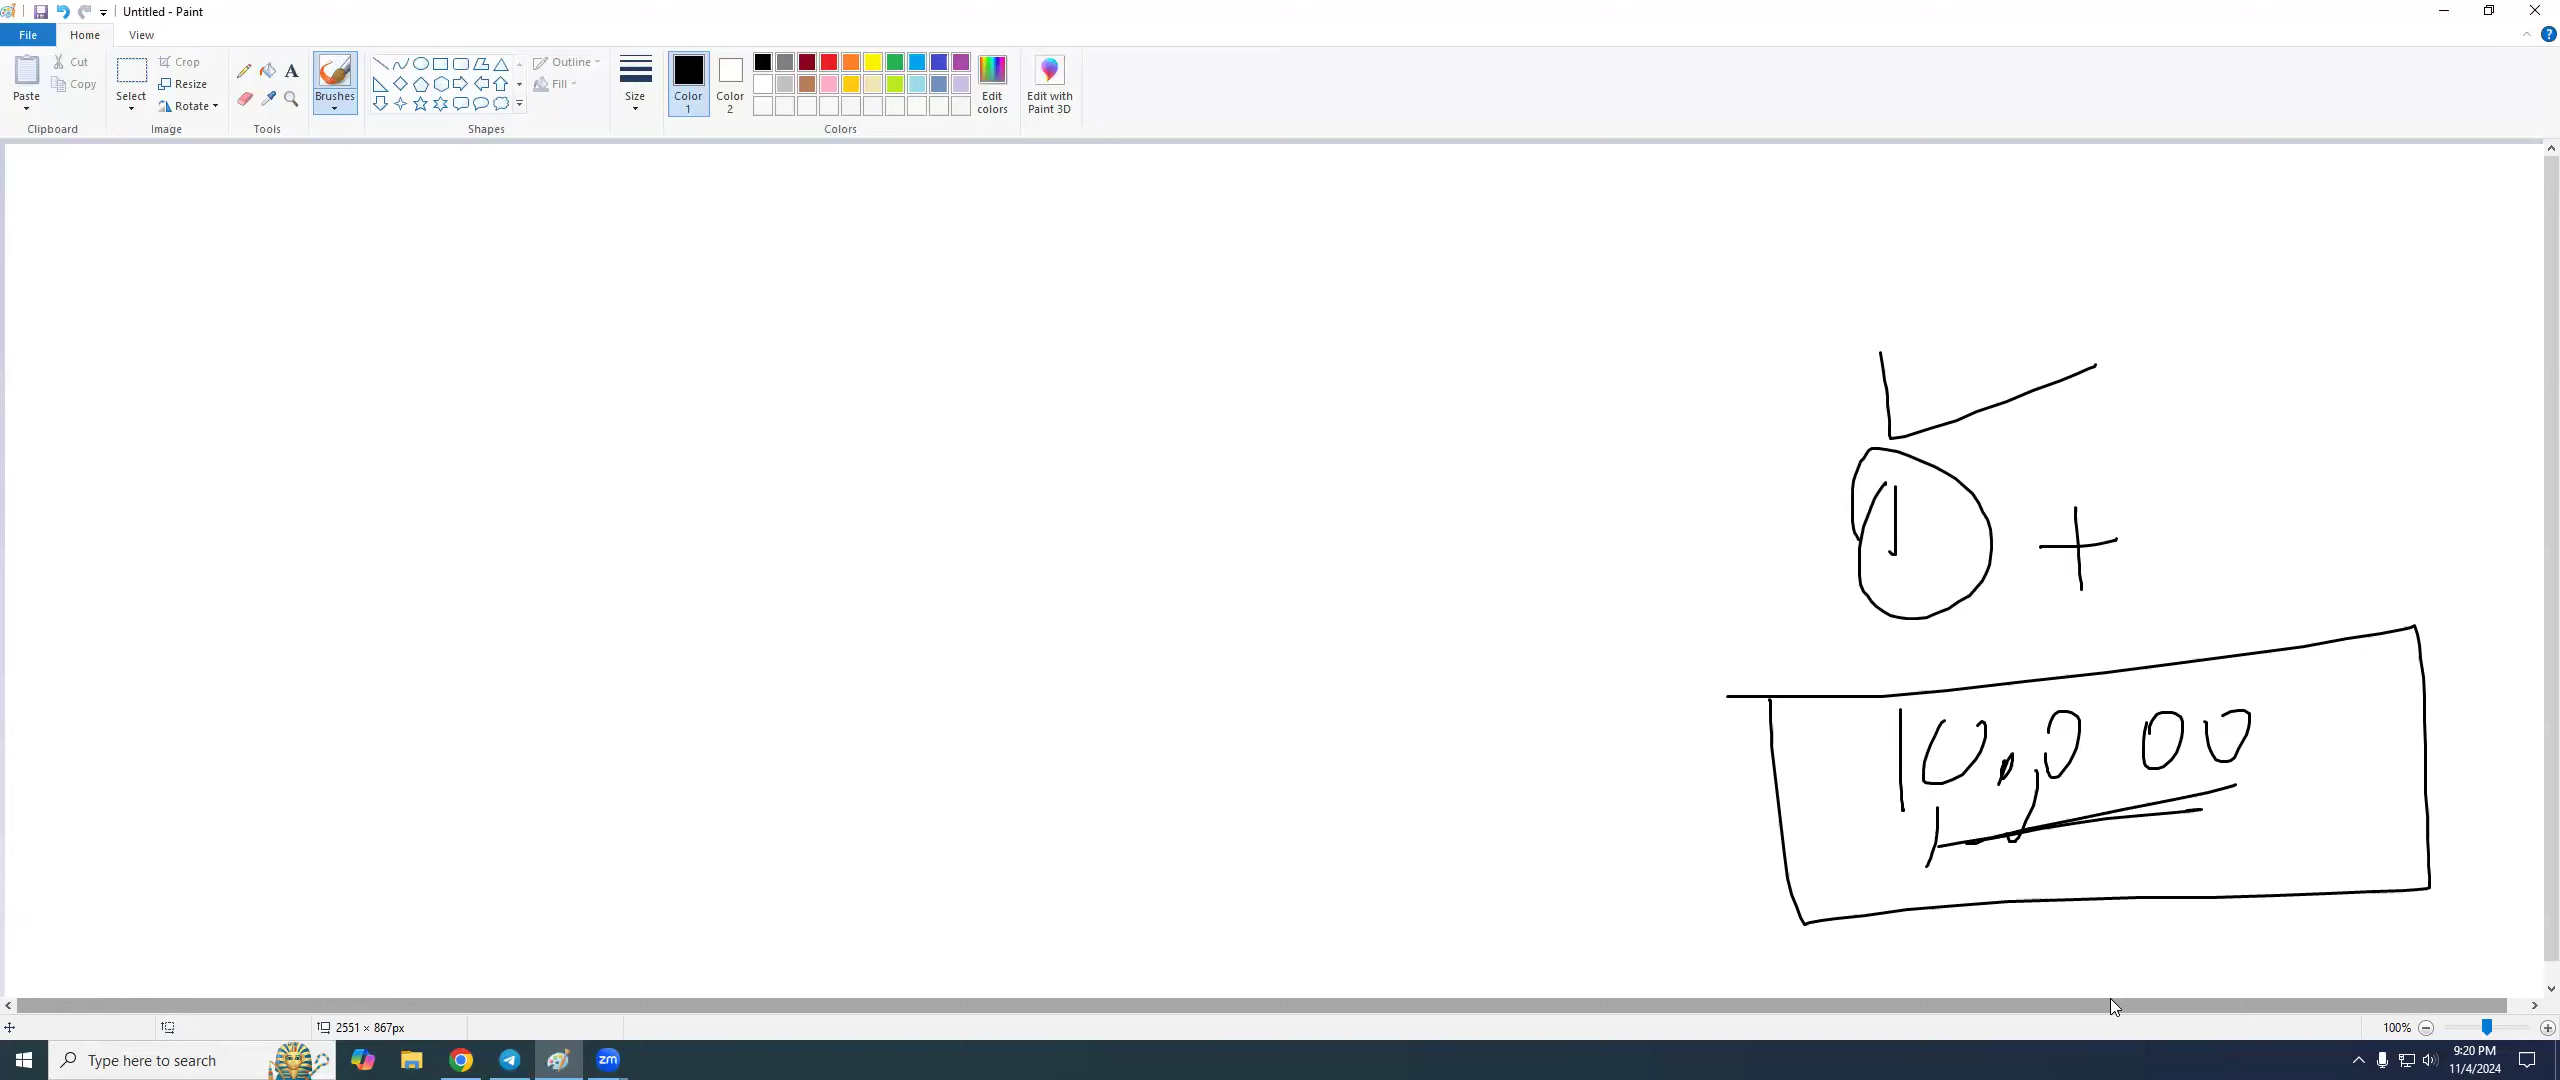 Untitled - Paint
File Home View
Paste Cut Copy Clipboard
Select Crop Resize Rotate Image
A Tools
Brushes
Shapes Outline Fill
Size
Color 1 Color 2 Edit colors Colors
Edit with Paint 3D
1 +
10,000
2551 × 867px 100%
Type here to search zm 9:20 PM
11/4/2024